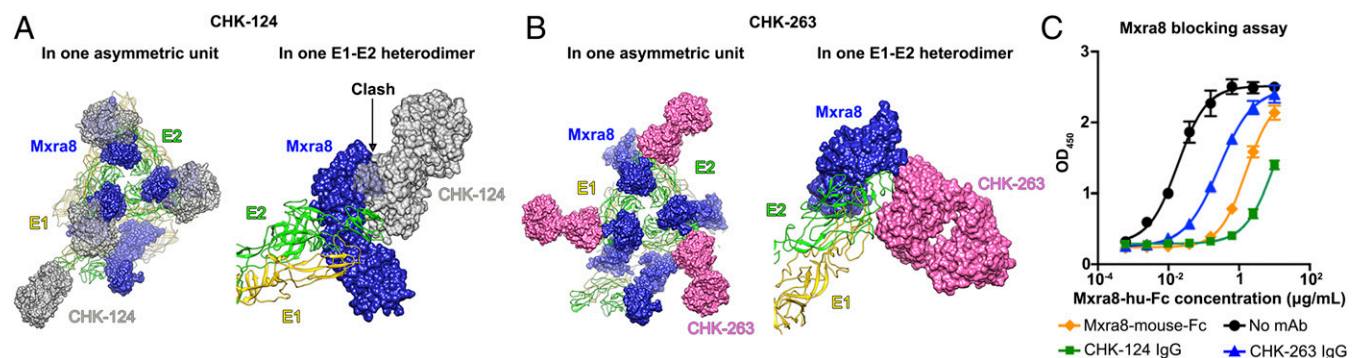 A
CHK-124
In one asymmetric unit
In one E1-E2 heterodimer
Mxra8
E2
E1
CHK-124
Clash
Mxra8
CHK-124
E2
E1
B
CHK-263
In one asymmetric unit
In one E1-E2 heterodimer
Mxra8
E2
E1
CHK-263
Mxra8
CHK-263
E2
E1
C
Mxra8 blocking assay
OD450
3
2
1
0
10-4
10-2
1
102
Mxra8-hu-Fc concentration (µg/mL)
Mxra8-mouse-Fc
No mAb
CHK-124 IgG
CHK-263 IgG